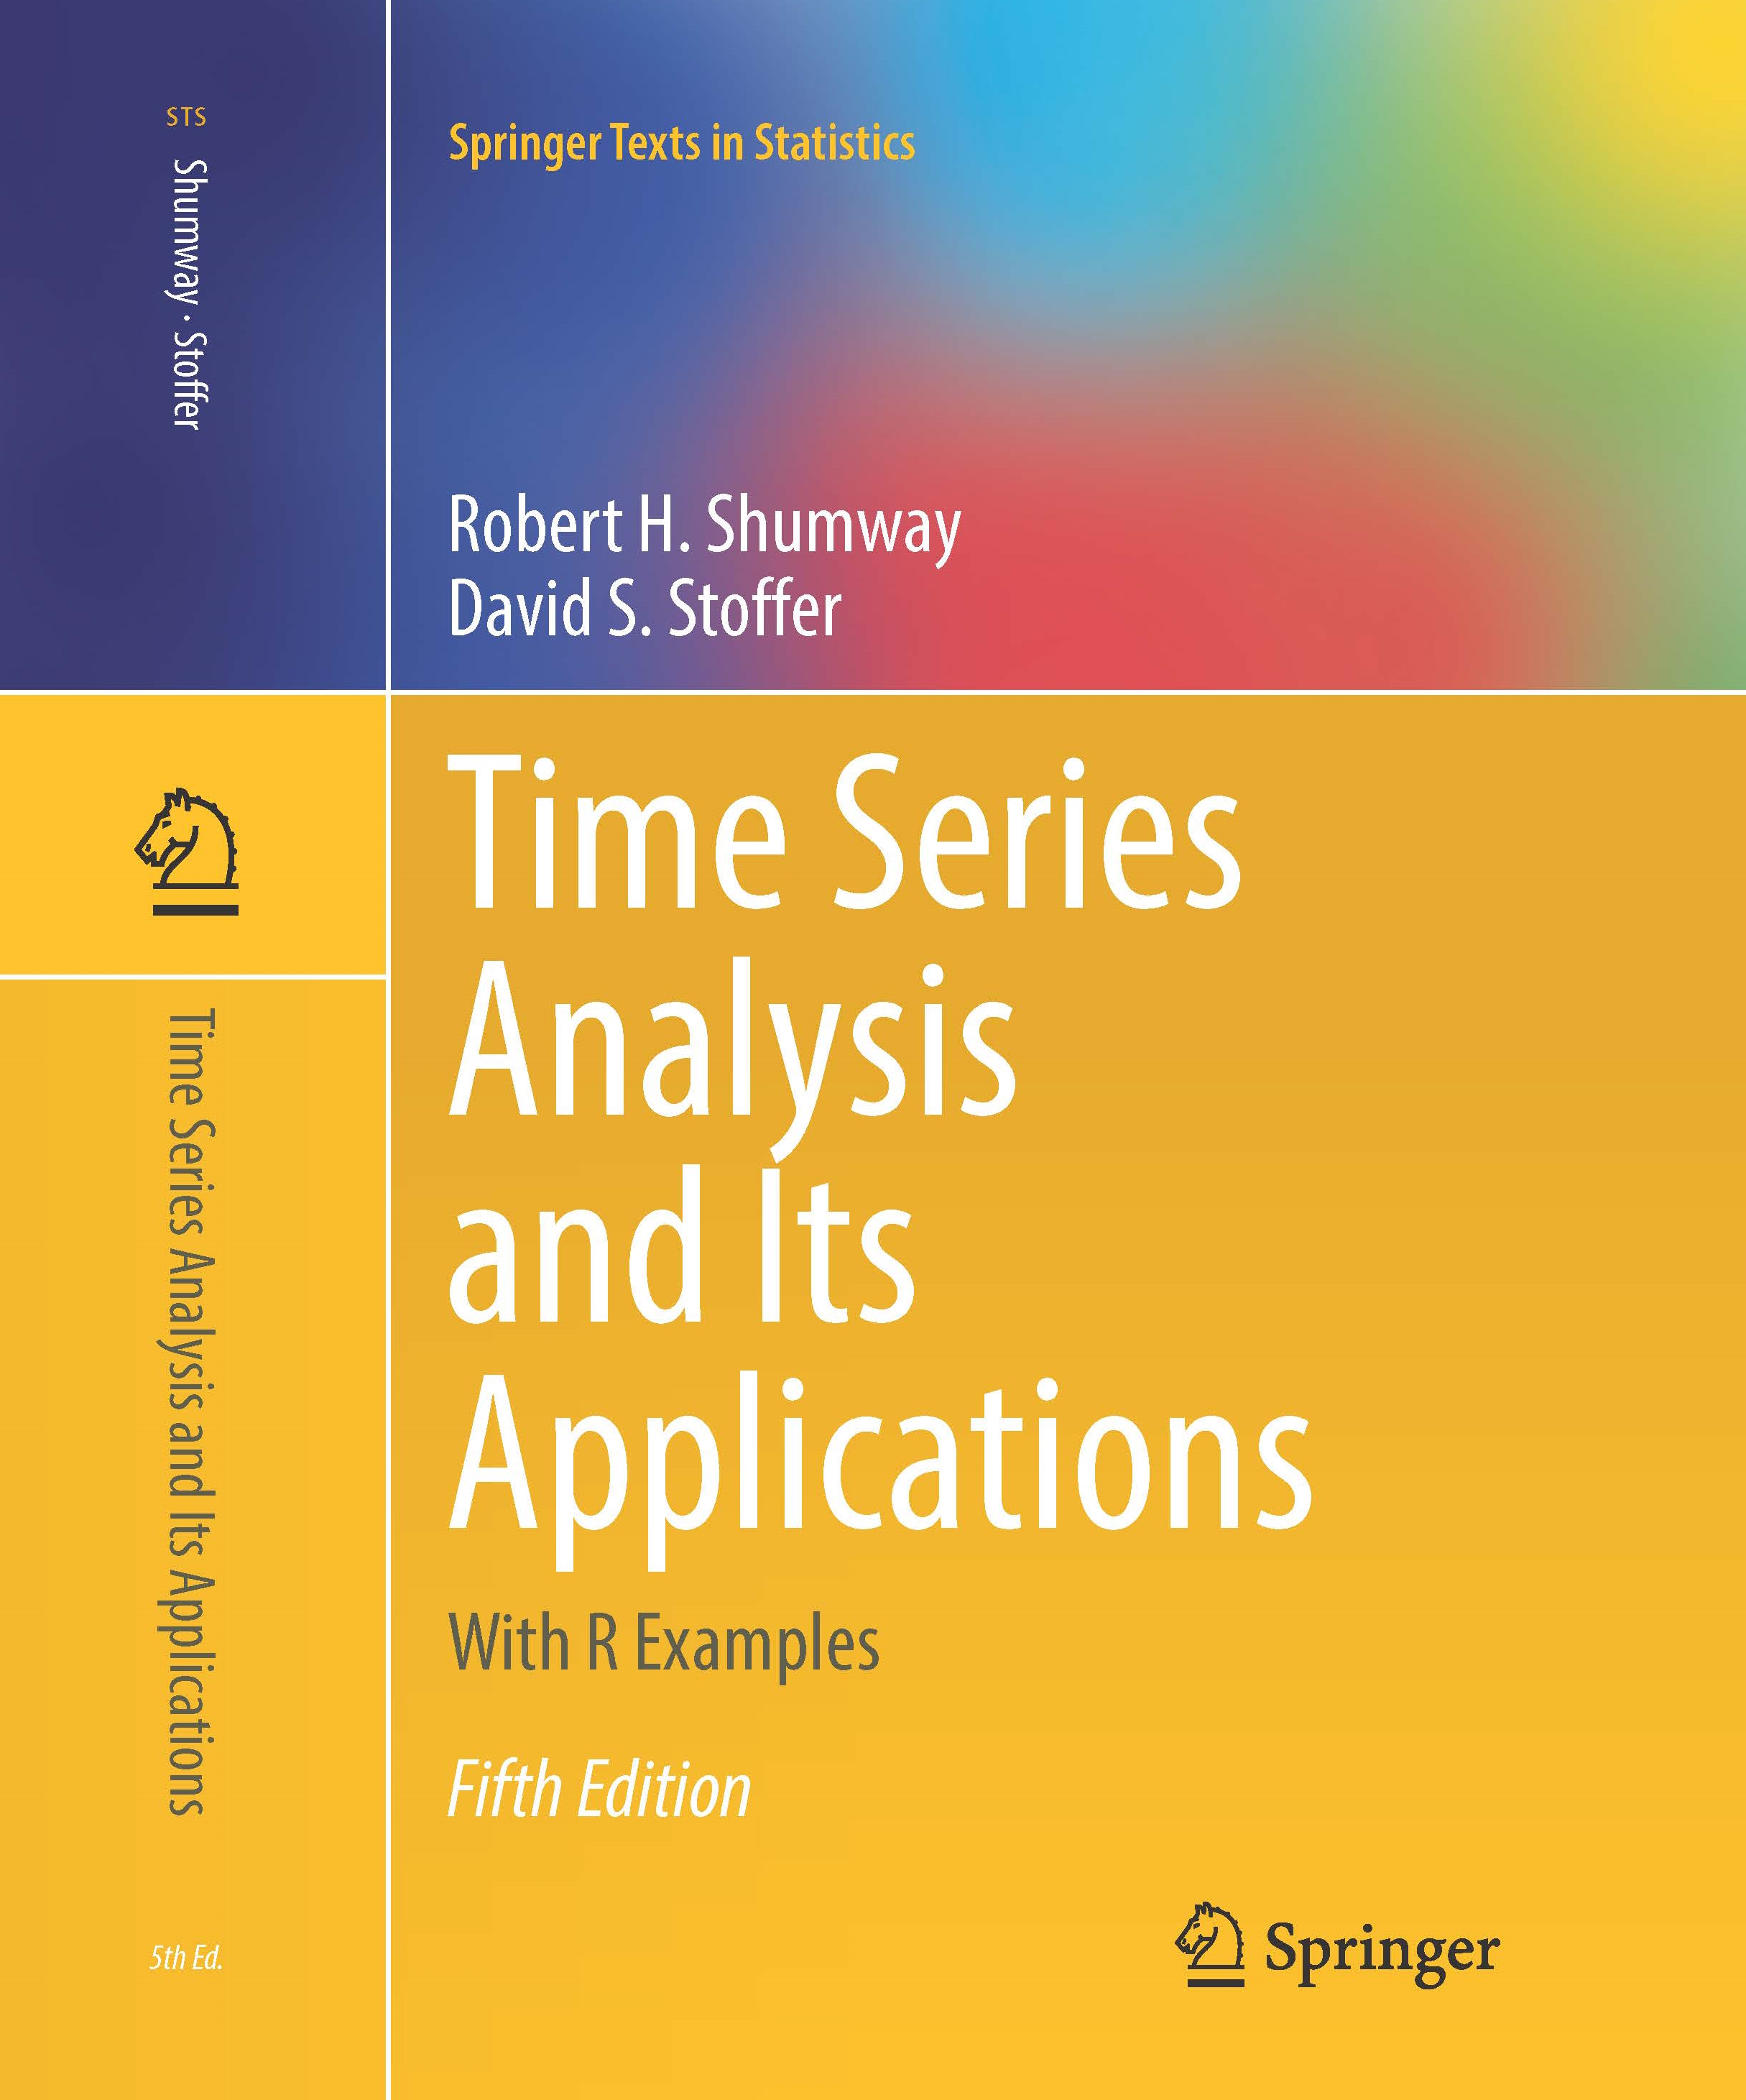 STS
Shumway · Stoffer
Time Series Analysis and Its Applications
5th Ed.
Springer Texts in Statistics
Robert H. Shumway
David S. Stoffer
Time Series
Analysis
and Its
Applications
With R Examples
Fifth Edition
Springer